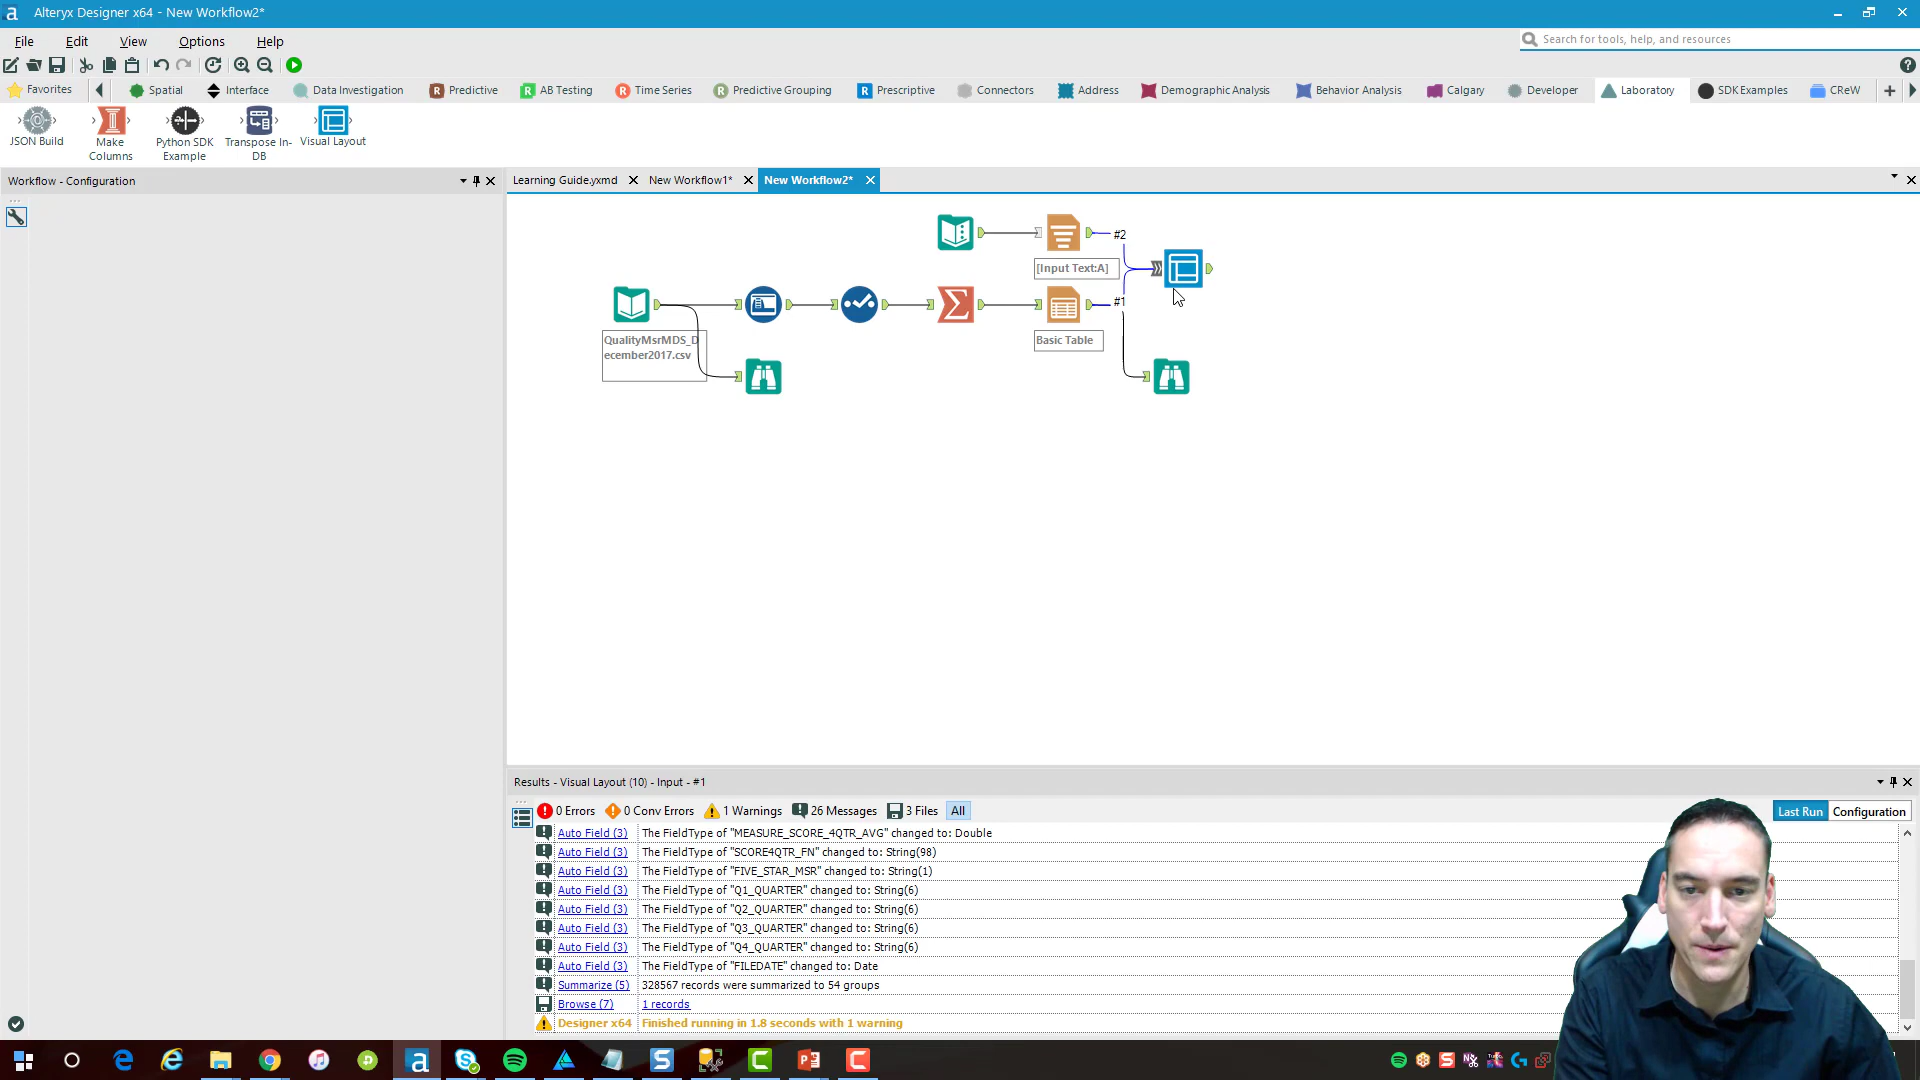 Alteryx Designer x64 - New Workflow2*
File Edit View Options Help
Search for tools, help, and resources
Favorites Spatial Interface Data Investigation Predictive AB Testing Time Series Predictive Grouping Prescriptive Connectors Address Demographic Analysis Behavior Analysis Calgary Developer Laboratory SDK Examples CReW
JSON Build
Make
Columns
Python SDK
Example
Transpose In-
DB
Visual Layout
Workflow - Configuration
Learning Guide.yxmd New Workflow1* New Workflow2*
#2
[Input Text:A]
#1
QualityMsrMDS_D
ecember2017.csv
Basic Table
Results - Visual Layout (10) - Input - #1
0 Errors 0 Conv Errors 1 Warnings 26 Messages 3 Files All
Last Run Configuration
Auto Field (3) The FieldType of "MEASURE_SCORE_4QTR_AVG" changed to: Double
Auto Field (3) The FieldType of "SCORE4QTR_FN" changed to: String(98)
Auto Field (3) The FieldType of "FIVE_STAR_MSR" changed to: String(1)
Auto Field (3) The FieldType of "Q1_QUARTER" changed to: String(6)
Auto Field (3) The FieldType of "Q2_QUARTER" changed to: String(6)
Auto Field (3) The FieldType of "Q3_QUARTER" changed to: String(6)
Auto Field (3) The FieldType of "Q4_QUARTER" changed to: String(6)
Auto Field (3) The FieldType of "FILEDATE" changed to: Date
Summarize (5) 328567 records were summarized to 54 groups
Browse (7) 1 records
Designer x64 Finished running in 1.8 seconds with 1 warning